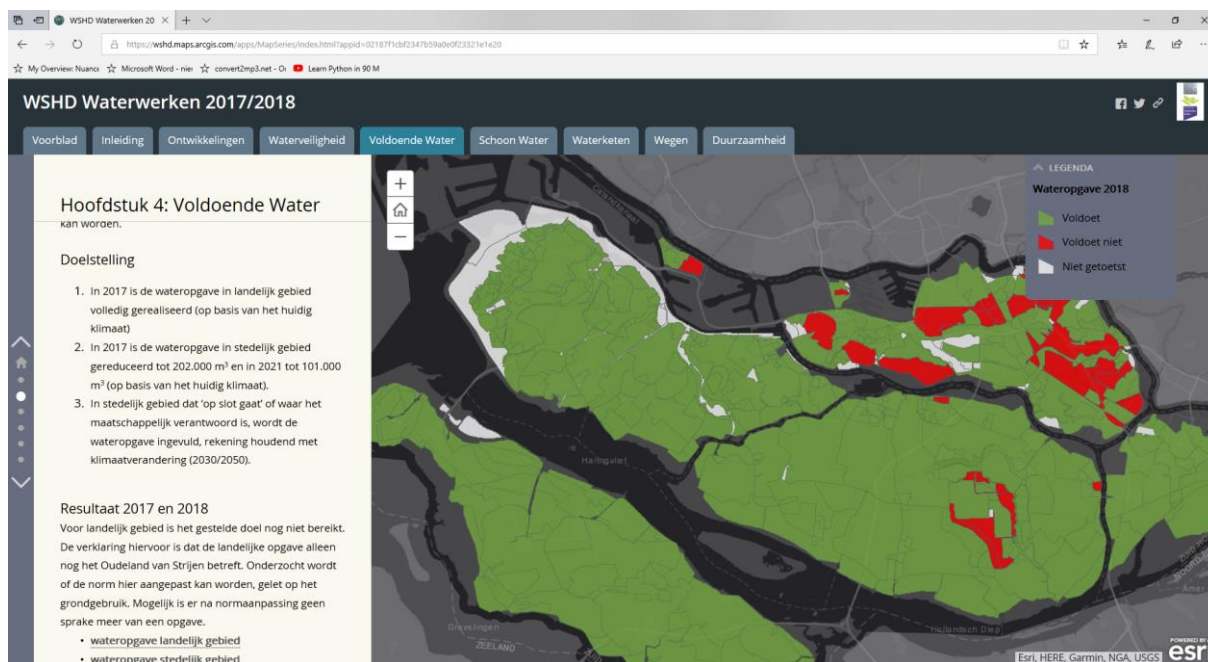 WSHD Waterwerken 20
https://wshd.maps.arcgis.com/apps/MapSeries/index.html?appid=02187f1cbf2347b59a0e0f23321e1e20
My Overview: Nuance
Microsoft Word - nie
convert2mp3.net - O
Learn Python in 90 M
WSHD Waterwerken 2017/2018
Voorblad
Inleiding
Ontwikkelingen
Waterveiligheid
Voldoende Water
Schoon Water
Waterketen
Wegen
Duurzaamheid
Hoofdstuk 4: Voldoende Water
kan worden.
Doelstelling
1. In 2017 is de wateropgave in landelijk gebied
volledig gerealiseerd (op basis van het huidig
klimaat)
2. In 2017 is de wateropgave in stedelijk gebied
gereduceerd tot 202.000 m³ en in 2021 tot 101.000
m³ (op basis van het huidig klimaat).
3. In stedelijk gebied dat 'op slot gaat' of waar het
maatschappelijk verantwoord is, wordt de
wateropgave ingevuld, rekening houdend met
klimaatverandering (2030/2050).
Resultaat 2017 en 2018
Voor landelijk gebied is het gestelde doel nog niet bereikt.
De verklaring hiervoor is dat de landelijke opgave alleen
nog het Oudeland van Strijen betreft. Onderzocht wordt
of de norm hier aangepast kan worden, gelet op het
grondgebruik. Mogelijk is er na normaanpassing geen
sprake meer van een opgave.
• wateropgave landelijk gebied
• wateropgave stedelijk gebied
LEGENDA
Wateropgave 2018
Voldoet
Voldoet niet
Niet getoetst
Calandkanaal
Haringvliet
Grevelingen
ZEELAND
Hollandsch Diep
Amer
Esri, HERE, Garmin, NGA, USGS
POWERED BY
esri